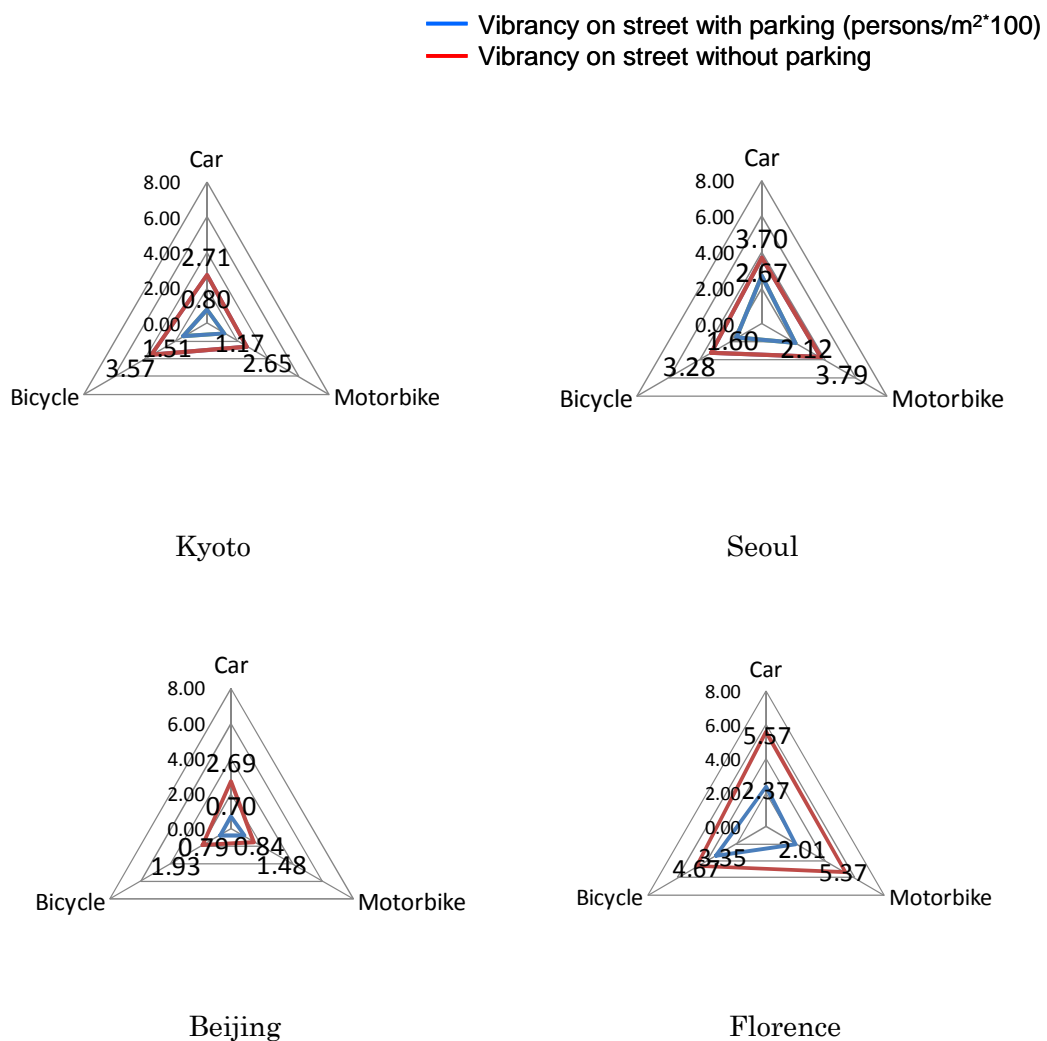 Vibrancy on street with parking (persons/m²*100)
Vibrancy on street without parking
Car
8.00
6.00
4.00
2.00
0.00
2.71
0.80
1.51
1.17
3.57
2.65
Bicycle
Motorbike
Kyoto
Car
8.00
6.00
4.00
2.00
0.00
3.70
2.67
1.60
2.12
3.28
3.79
Bicycle
Motorbike
Seoul
Car
8.00
6.00
4.00
2.00
0.00
2.69
0.70
0.79
0.84
1.93
1.48
Bicycle
Motorbike
Beijing
Car
8.00
6.00
4.00
2.00
0.00
5.57
2.37
3.35
2.01
4.67
5.37
Bicycle
Motorbike
Florence